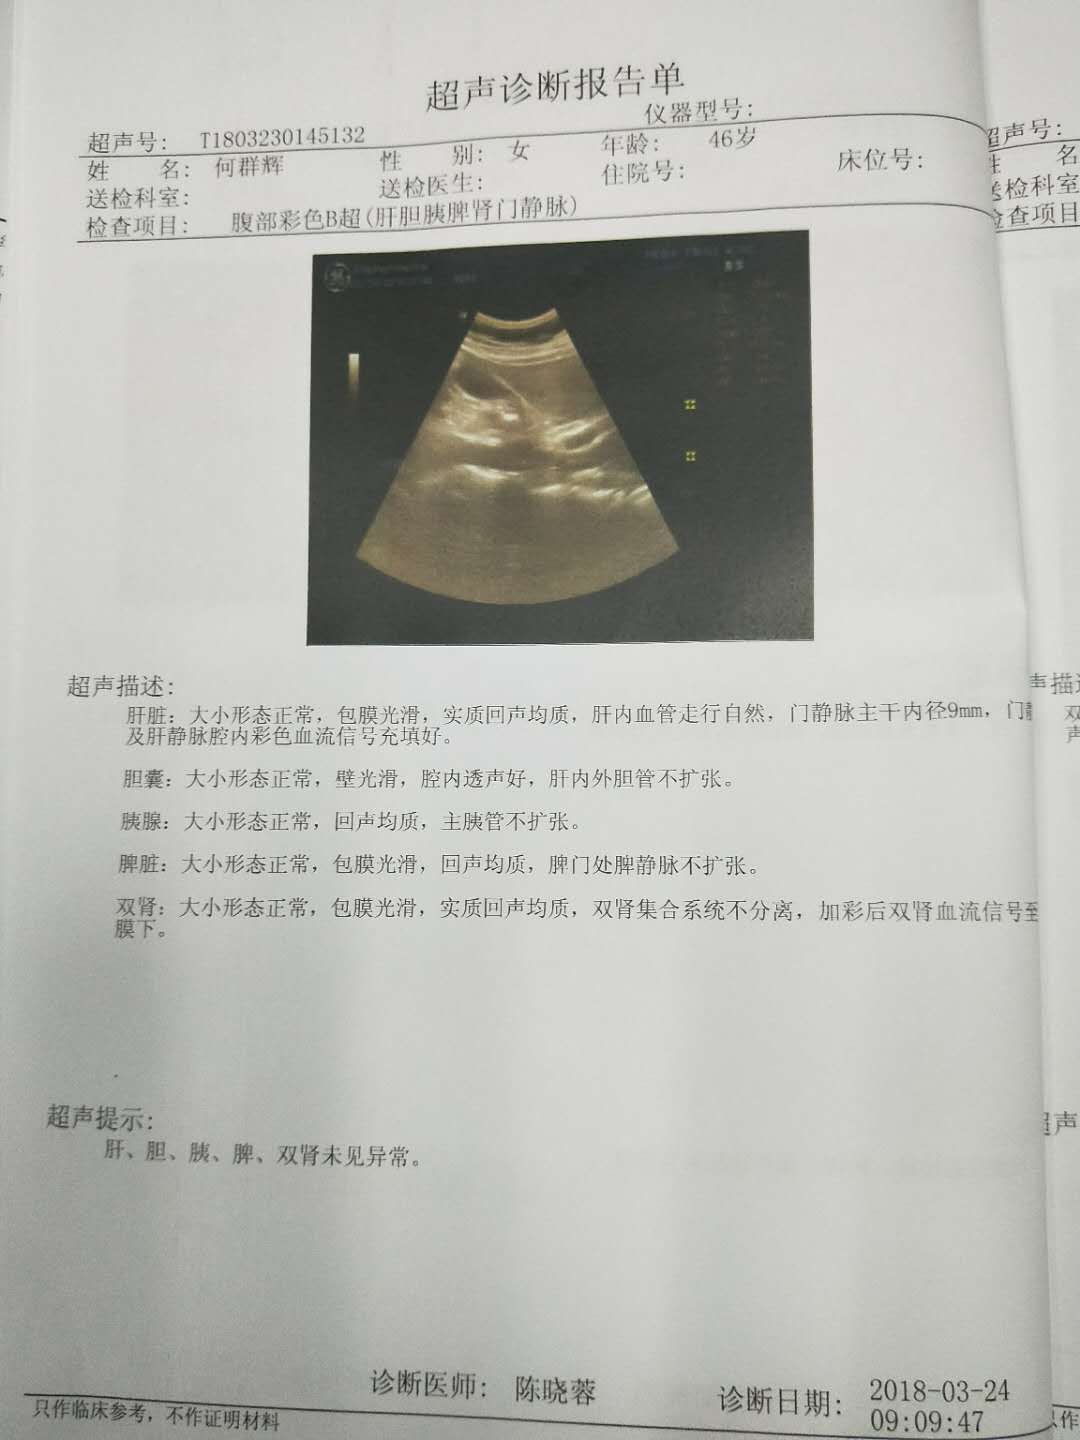 超声诊断报告单
仪器型号:
超声号: T1803230145132
姓 名: 何群辉 性 别: 女 年龄: 46岁 床位号:
送检科室: 送检医生: 住院号:
检查项目: 腹部彩色B超(肝胆胰脾肾门静脉)
超声描述:
肝脏: 大小形态正常, 包膜光滑, 实质回声均质, 肝内血管走行自然, 门静脉主干内径9mm, 门
及肝静脉腔内彩色血流信号充填好。
胆囊: 大小形态正常, 壁光滑, 腔内透声好, 肝内外胆管不扩张。
胰腺: 大小形态正常, 回声均质, 主胰管不扩张。
脾脏: 大小形态正常, 包膜光滑, 回声均质, 脾门处脾静脉不扩张。
双肾: 大小形态正常, 包膜光滑, 实质回声均质, 双肾集合系统不分离, 加彩后双肾血流信号至
膜下。
超声提示:
肝、胆、胰、脾、双肾未见异常。
诊断医师: 陈晓蓉 诊断日期: 2018-03-24
09:09:47
只作临床参考, 不作证明材料
超声号:
名
送检科室
检查项目
声描
双
声
超声